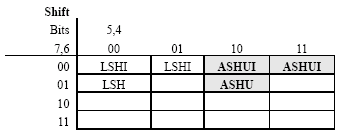 Shift
Bits 5,4
7,6 00 01 10 11
00 LSHI LSHI ASHUI ASHUI
01 LSH ASHU
10
11